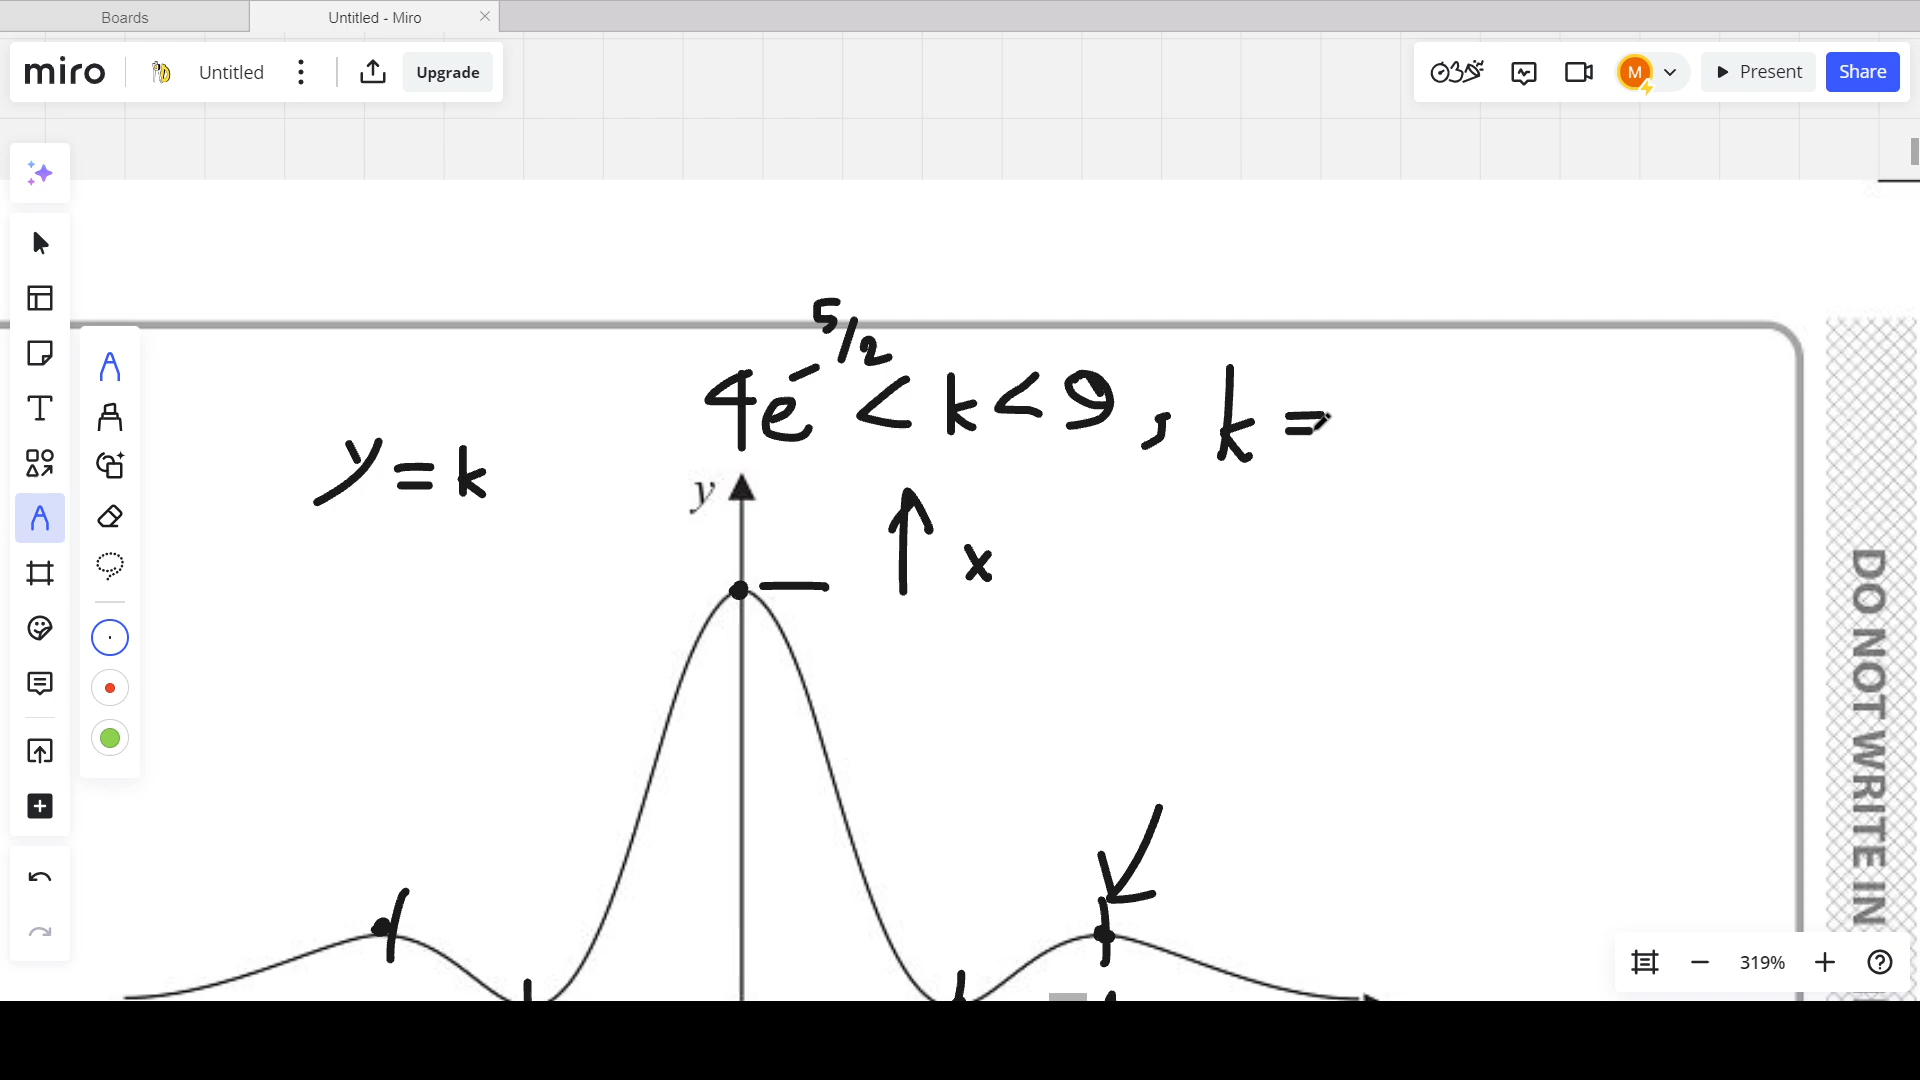 Boards
Untitled - Miro
miro
Untitled
Upgrade
M
Present
Share
4e^{-5/2} < k < 9 , k =
y = k
y
x
DO NOT WRITE IN
319%